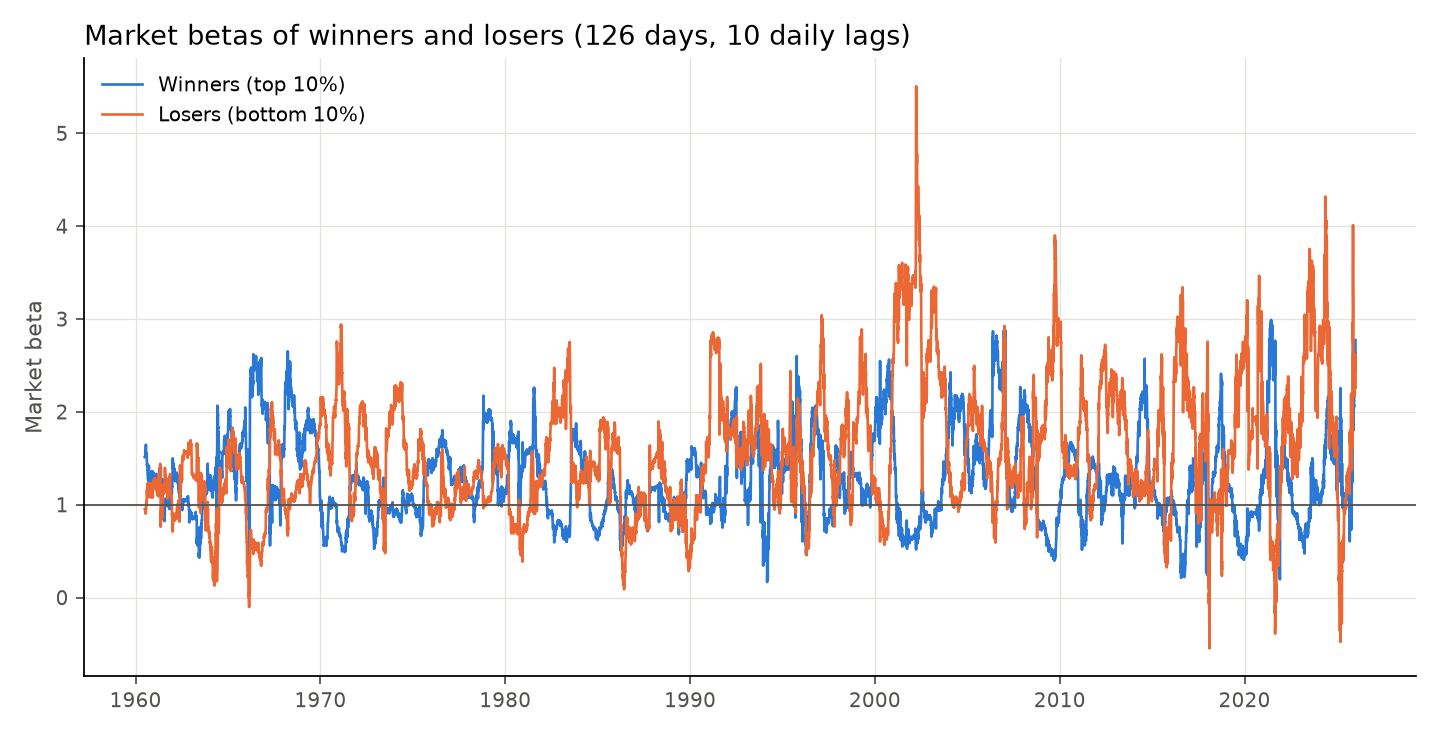 Market betas of winners and losers (126 days, 10 daily lags)
Winners (top 10%)
Losers (bottom 10%)
Market beta
5
4
3
2
1
0
1960 1970 1980 1990 2000 2010 2020